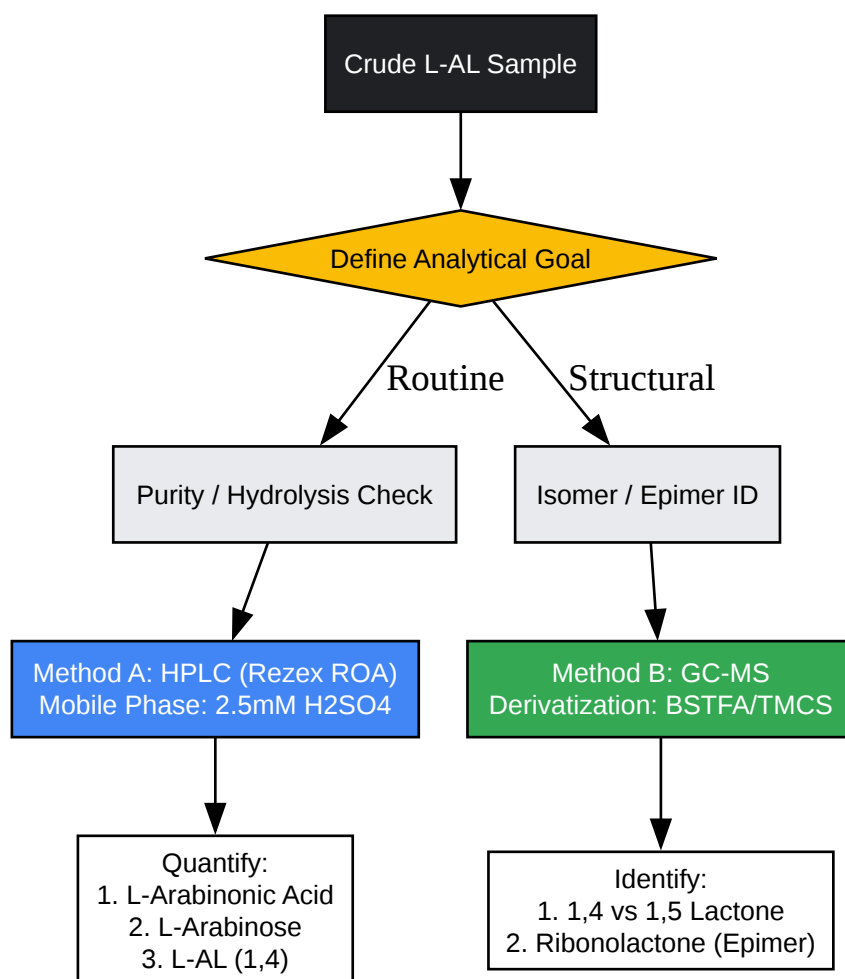 Crude L-AL Sample
Define Analytical Goal
Routine
Structural
Purity / Hydrolysis Check
Isomer / Epimer ID
Method A: HPLC (Rezex ROA)
Mobile Phase: 2.5mM H2SO4
Method B: GC-MS
Derivatization: BSTFA/TMCS
Quantify:
1. L-Arabinonic Acid
2. L-Arabinose
3. L-AL (1,4)
Identify:
1. 1,4 vs 1,5 Lactone
2. Ribonolactone (Epimer)